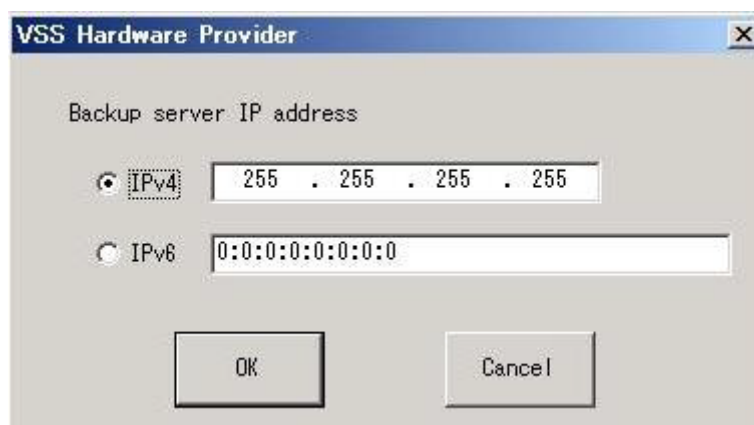 VSS Hardware Provider
Backup server IP address
IPv4 255 . 255 . 255 . 255
IPv6 0:0:0:0:0:0:0:0
OK Cancel